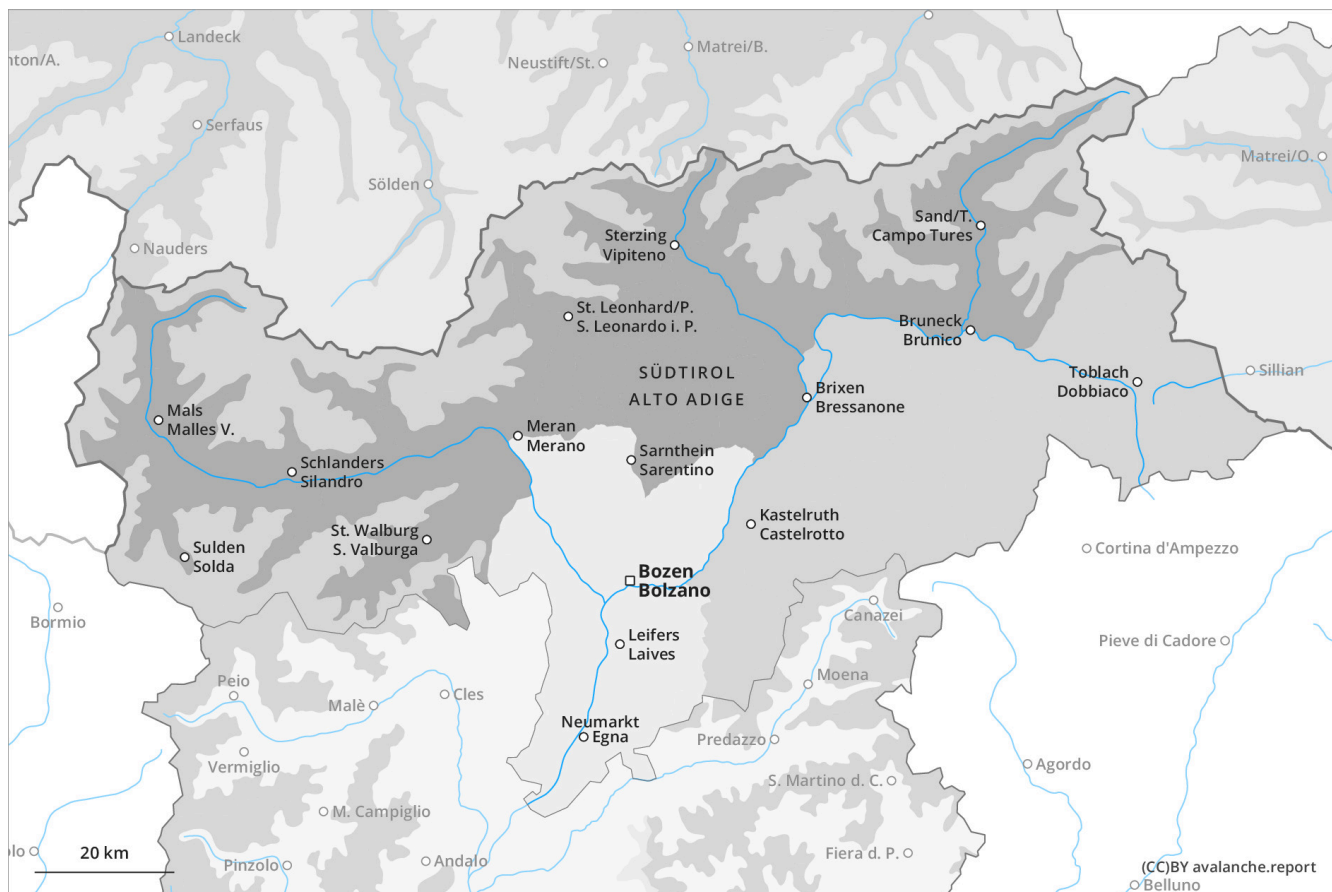 Landeck
nton/A.
Matrei/B.
Neustift/St.
Serfaus
Matrei/O.
Sölden
Sand/T.
Campo Tures
Sterzing
Vipiteno
Nauders
St. Leonhard/P.
S. Leonardo i. P.
Bruneck
Brunico
SÜDTIROL
ALTO ADIGE
Toblach
Dobbiaco
Sillian
Brixen
Bressanone
Mals
Malles V.
Meran
Merano
Sarnthein
Sarentino
Schlanders
Silandro
Kastelruth
Castelrotto
St. Walburg
S. Valburga
Sulden
Solda
Cortina d'Ampezzo
Bozen
Bolzano
Bormio
Canazei
Leifers
Laives
Pieve di Cadore
Peio
Moena
Malè
Cles
Neumarkt
Egna
Predazzo
Vermiglio
Agordo
S. Martino d. C.
M. Campiglio
olo
20 km
Pinzolo
Andalo
Fiera d. P.
(CC)BY avalanche.report
Belluno